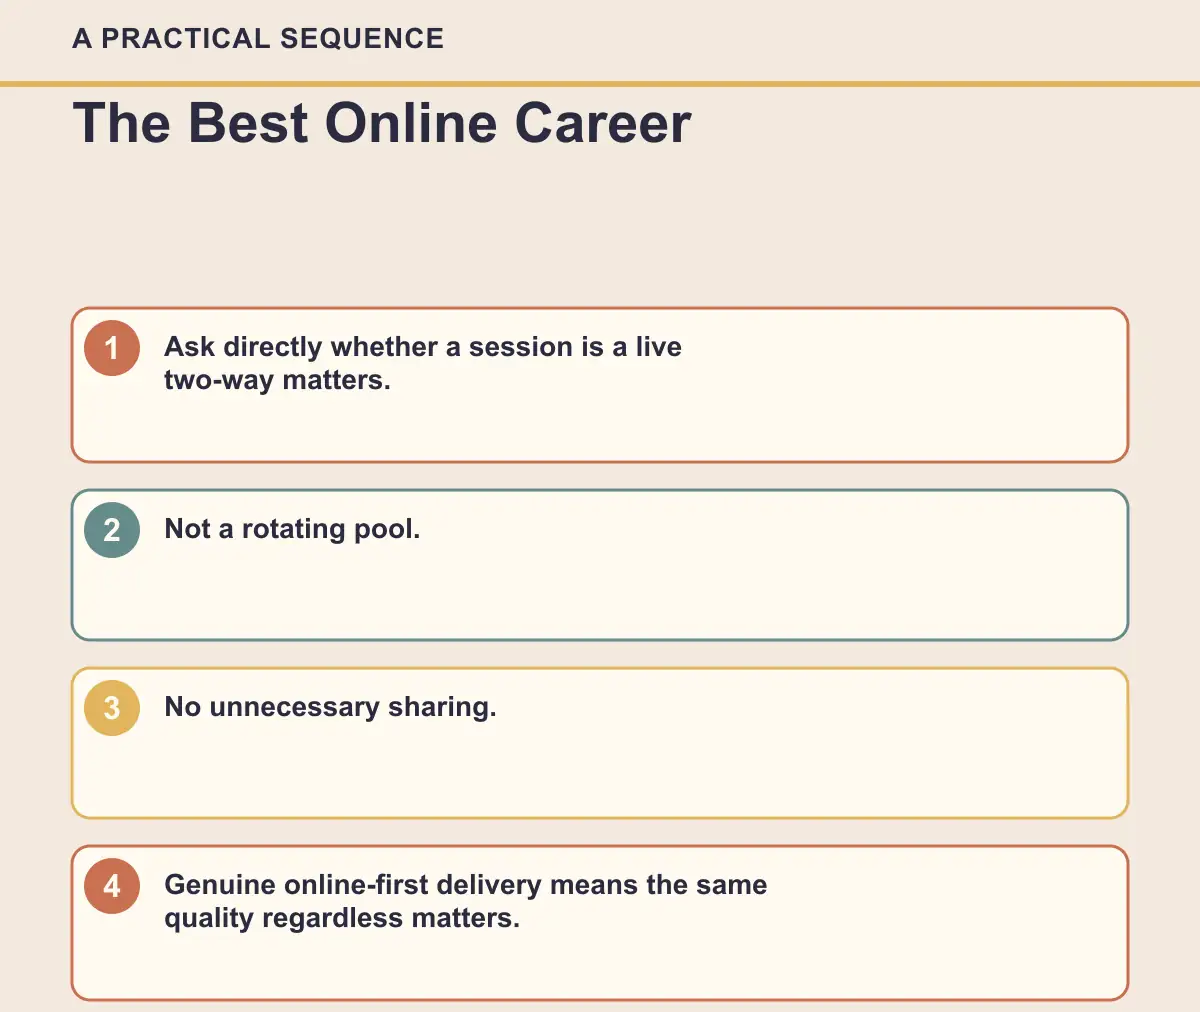 A PRACTICAL SEQUENCE
The Best Online Career
1
Ask directly whether a session is a live
two-way matters.
2
Not a rotating pool.
3
No unnecessary sharing.
4
Genuine online-first delivery means the same
quality regardless matters.